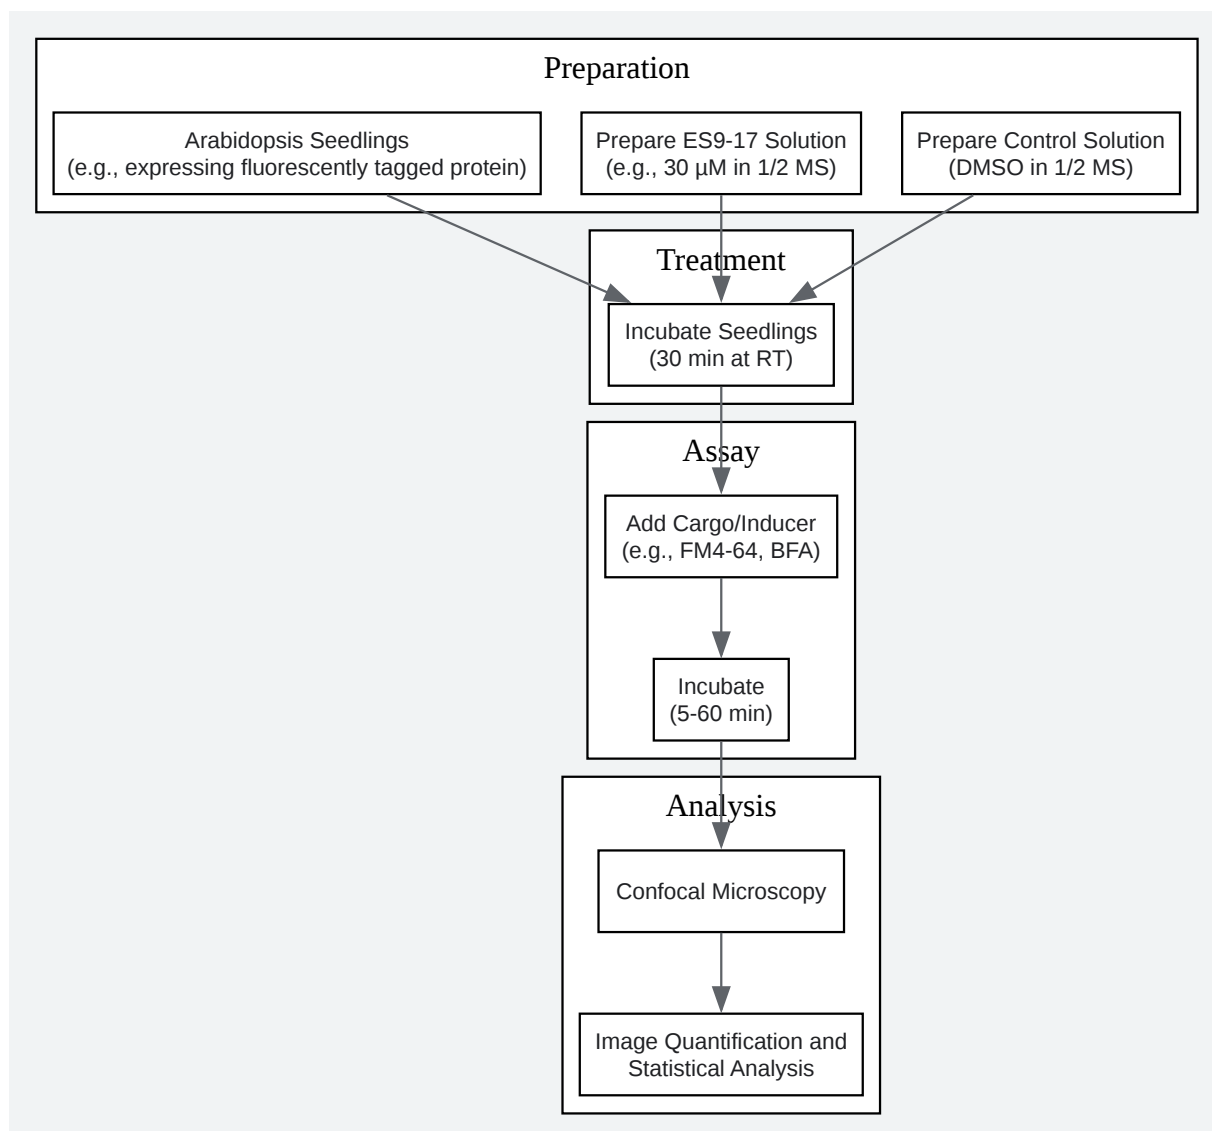 Preparation
Arabidopsis Seedlings
(e.g., expressing fluorescently tagged protein)
Prepare ES9-17 Solution
(e.g., 30 µM in 1/2 MS)
Prepare Control Solution
(DMSO in 1/2 MS)
Treatment
Incubate Seedlings
(30 min at RT)
Assay
Add Cargo/Inducer
(e.g., FM4-64, BFA)
Incubate
(5-60 min)
Analysis
Confocal Microscopy
Image Quantification and
Statistical Analysis